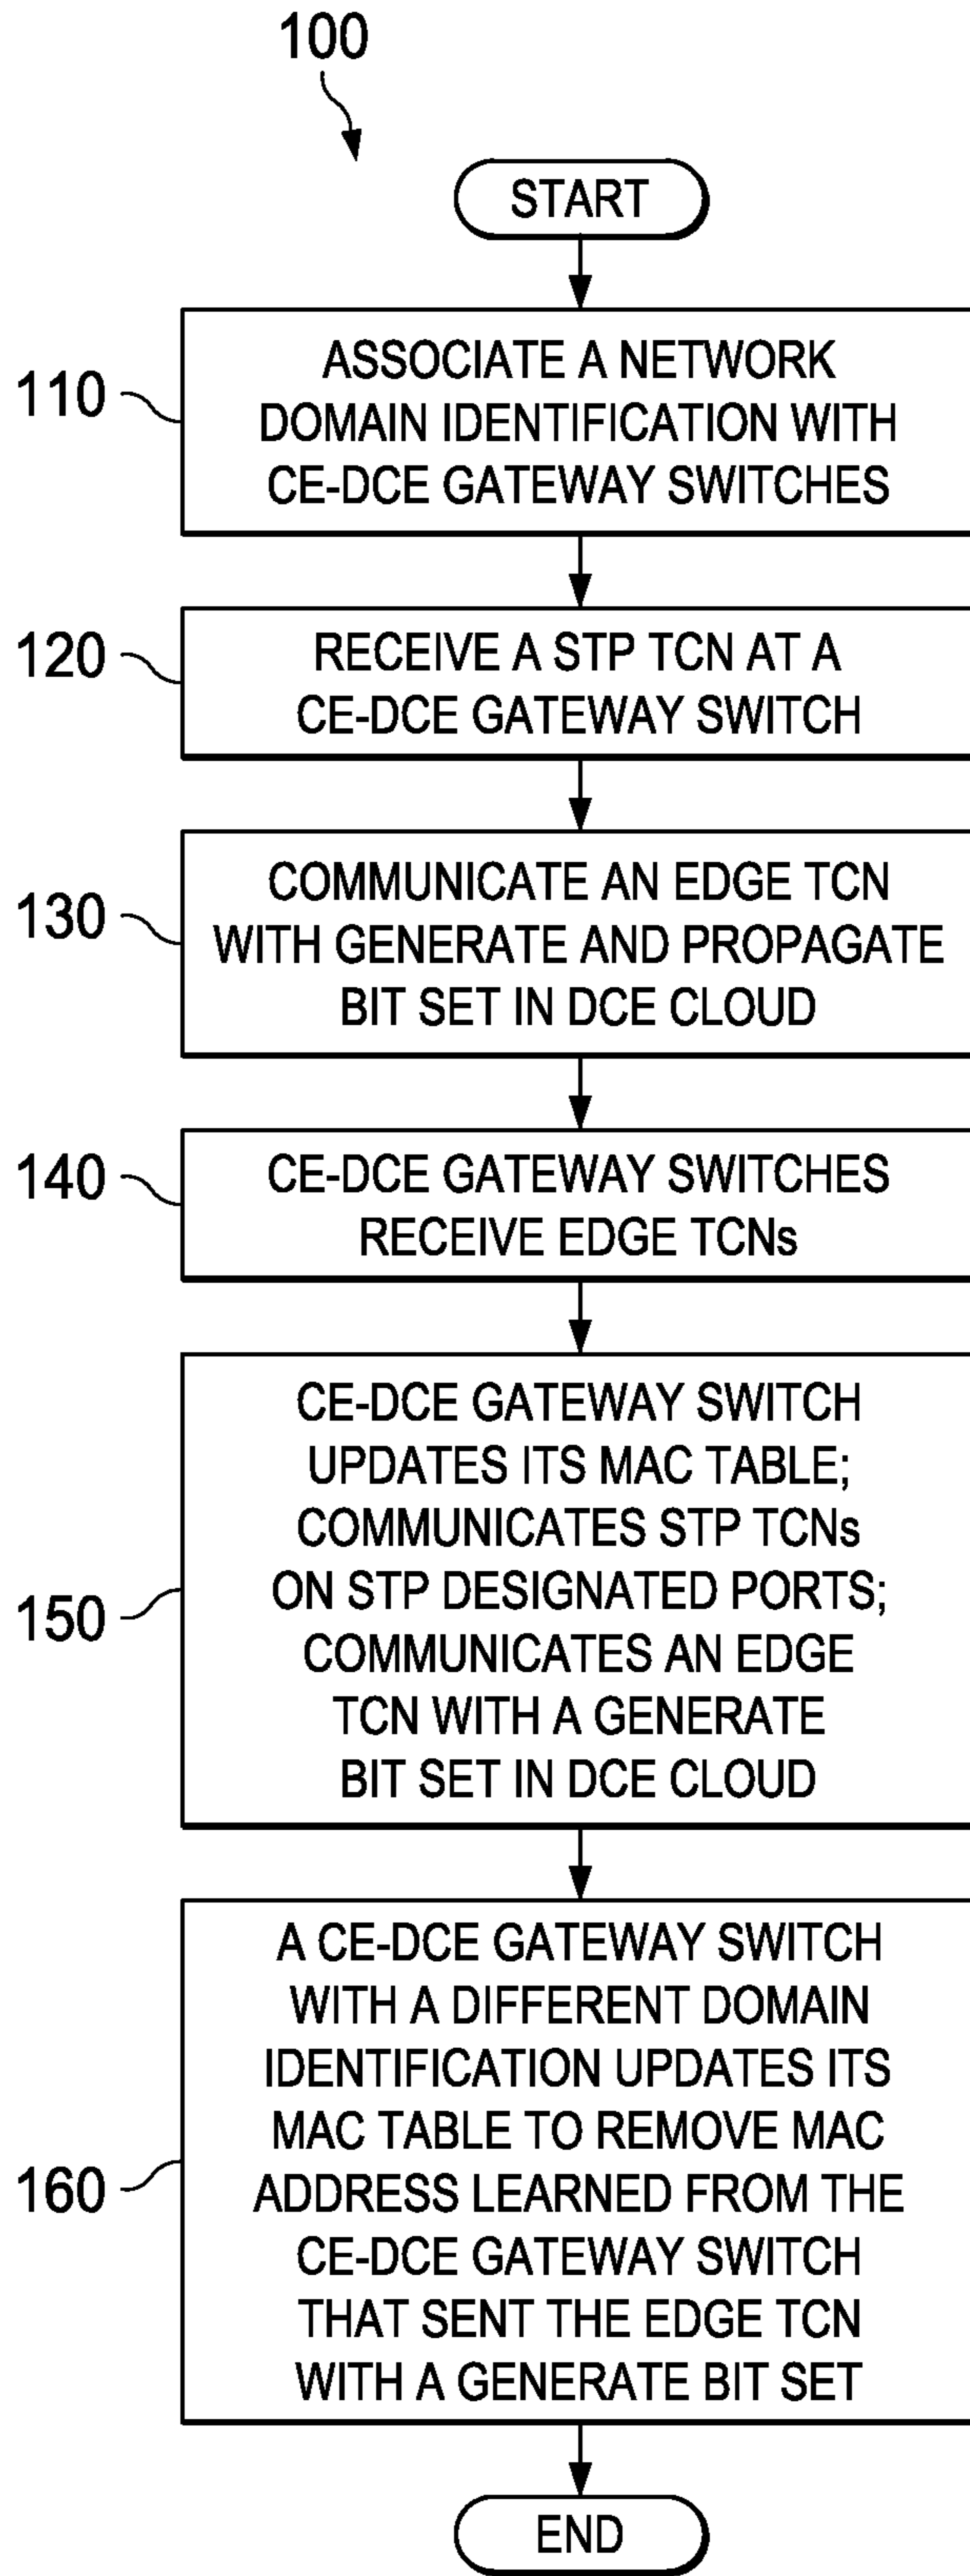 100
START
110
ASSOCIATE A NETWORK
DOMAIN IDENTIFICATION WITH
CE-DCE GATEWAY SWITCHES
120
RECEIVE A STP TCN AT A
CE-DCE GATEWAY SWITCH
130
COMMUNICATE AN EDGE TCN
WITH GENERATE AND PROPAGATE
BIT SET IN DCE CLOUD
140
CE-DCE GATEWAY SWITCHES
RECEIVE EDGE TCNs
150
CE-DCE GATEWAY SWITCH
UPDATES ITS MAC TABLE;
COMMUNICATES STP TCNs
ON STP DESIGNATED PORTS;
COMMUNICATES AN EDGE
TCN WITH A GENERATE
BIT SET IN DCE CLOUD
160
A CE-DCE GATEWAY SWITCH
WITH A DIFFERENT DOMAIN
IDENTIFICATION UPDATES ITS
MAC TABLE TO REMOVE MAC
ADDRESS LEARNED FROM THE
CE-DCE GATEWAY SWITCH
THAT SENT THE EDGE TCN
WITH A GENERATE BIT SET
END